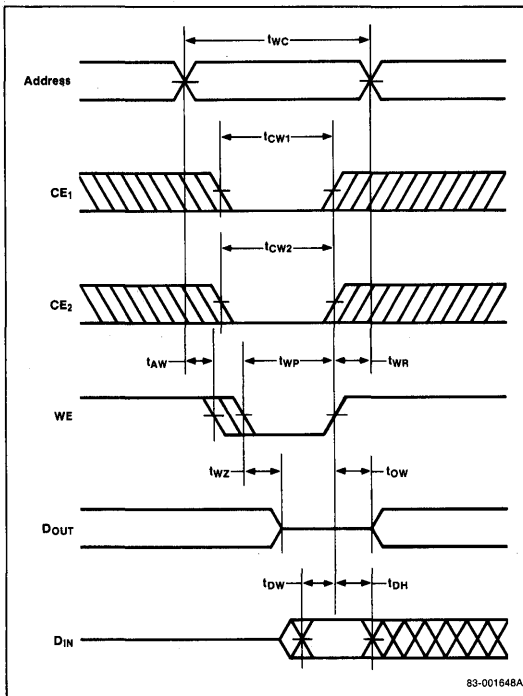 tWC
Address
tCW1
CE1
tCW2
CE2
tAW
tWP
tWR
WE
tWZ
tOW
DOUT
tDW
tDH
DIN
83-001648A